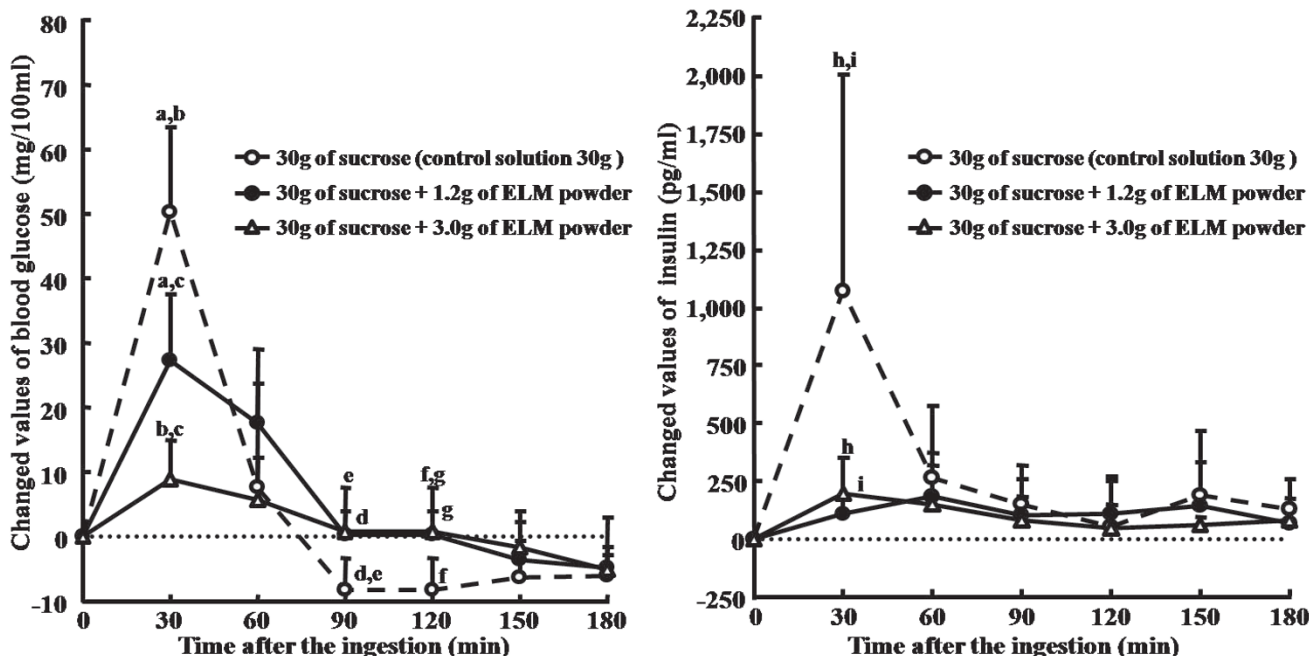 Changed values of blood glucose (mg/100ml)
80
70
60
50
40
30
20
10
0
-10
a,b
a,c
b,c
e
d
d,e
f,g
g
f
30g of sucrose (control solution 30g )
30g of sucrose + 1.2g of ELM powder
30g of sucrose + 3.0g of ELM powder
0 30 60 90 120 150 180
Time after the ingestion (min)
Changed values of insulin (pg/ml)
2,250
2,000
1,750
1,500
1,250
1,000
750
500
250
0
-250
h,i
h
i
30g of sucrose (control solution 30g )
30g of sucrose + 1.2g of ELM powder
30g of sucrose + 3.0g of ELM powder
0 30 60 90 120 150 180
Time after the ingestion (min)